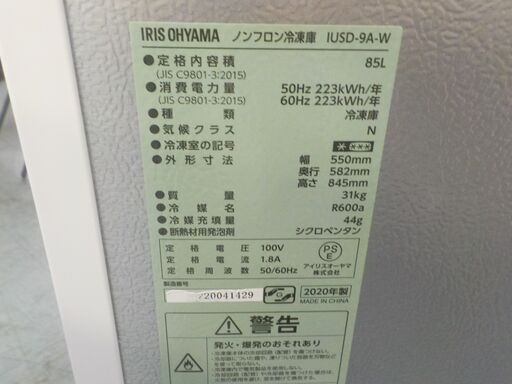 IRIS OHYAMA ノンフロン冷凍庫 IUSD-9A-W
●定格内容積 85L
(JIS C9801-3:2015)
●消費電力量 50Hz 223kWh/年
(JIS C9801-3:2015) 60Hz 223kWh/年
●種類 冷凍庫
●気候クラス N
●冷凍室の記号
●外形寸法 幅 550mm
奥行 582mm
高さ 845mm
●質量 31kg
●冷媒名 R600a
●冷媒充填量 44g
●断熱材用発泡剤 シクロペンタン
定格電圧 100V
定格電流 1.8A
定格周波数 50/60Hz
PS
E
アイリスオーヤマ
株式会社
製造番号
20041429
2020年製
MADE IN CHINA
警告
発火・爆発のおそれあり